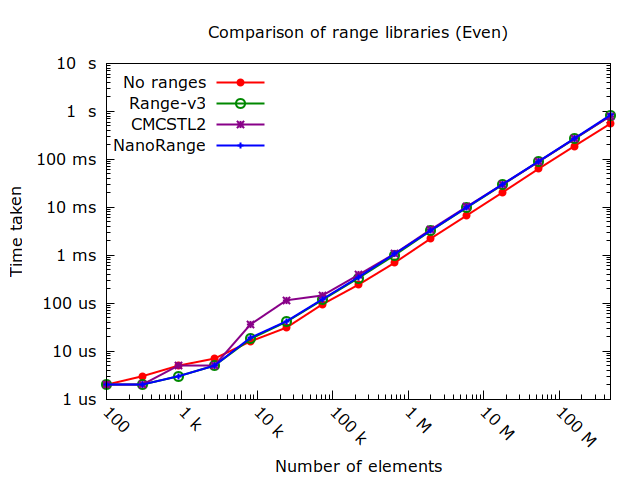 Comparison of range libraries (Even)
10 s
1 s
100 ms
10 ms
1 ms
100 us
10 us
1 us
Time taken
No ranges
Range-v3
CMCSTL2
NanoRange
100
1 k
10 k
100 k
1 M
10 M
100 M
Number of elements